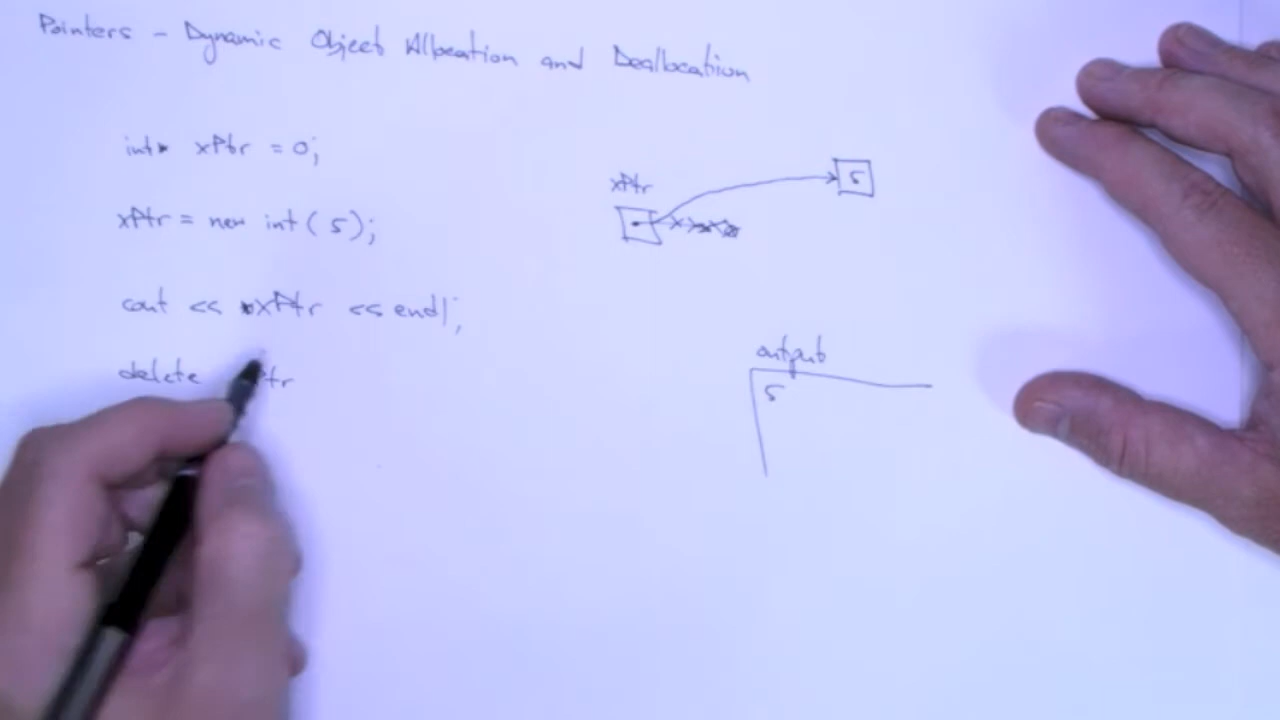 Pointers - Dynamic Object Allocation and Deallocation
int* xPtr = 0;
xPtr = new int(5);
cout << *xPtr << endl;
delete
xPtr
5
output
5